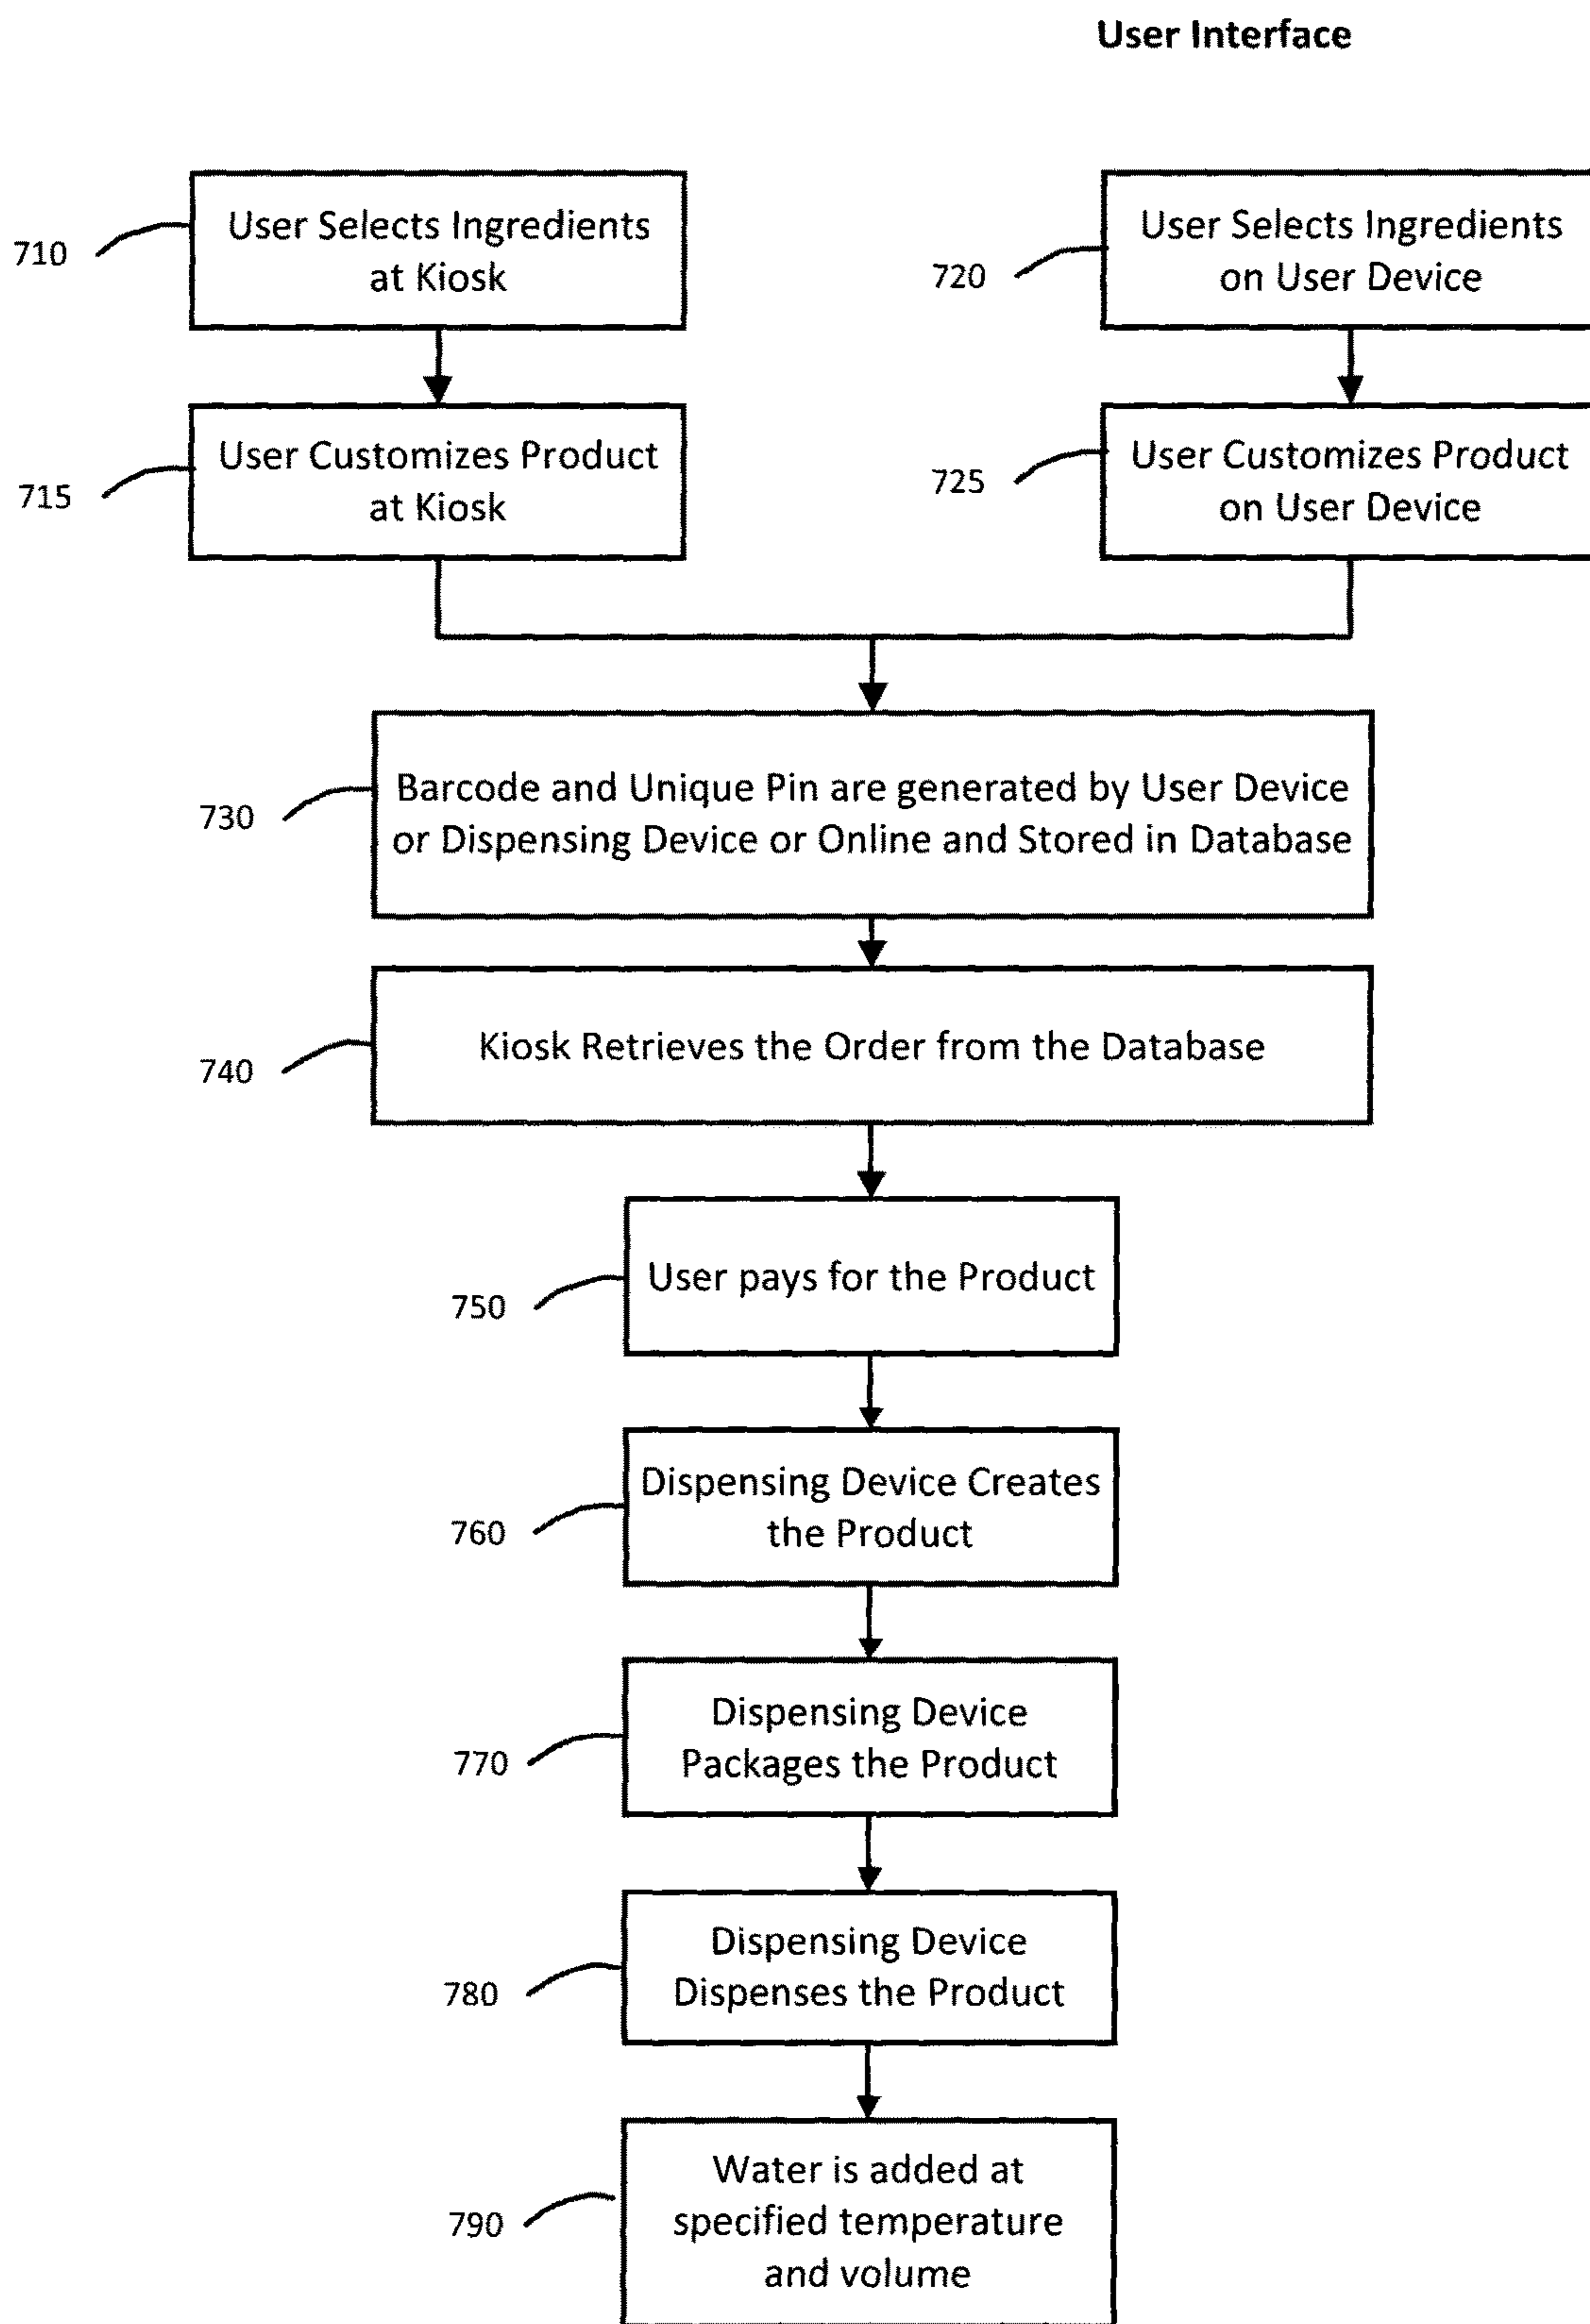 User Interface
710
User Selects Ingredients
at Kiosk
720
User Selects Ingredients
on User Device
715
User Customizes Product
at Kiosk
725
User Customizes Product
on User Device
730
Barcode and Unique Pin are generated by User Device
or Dispensing Device or Online and Stored in Database
740
Kiosk Retrieves the Order from the Database
750
User pays for the Product
760
Dispensing Device Creates
the Product
770
Dispensing Device
Packages the Product
780
Dispensing Device
Dispenses the Product
790
Water is added at
specified temperature
and volume